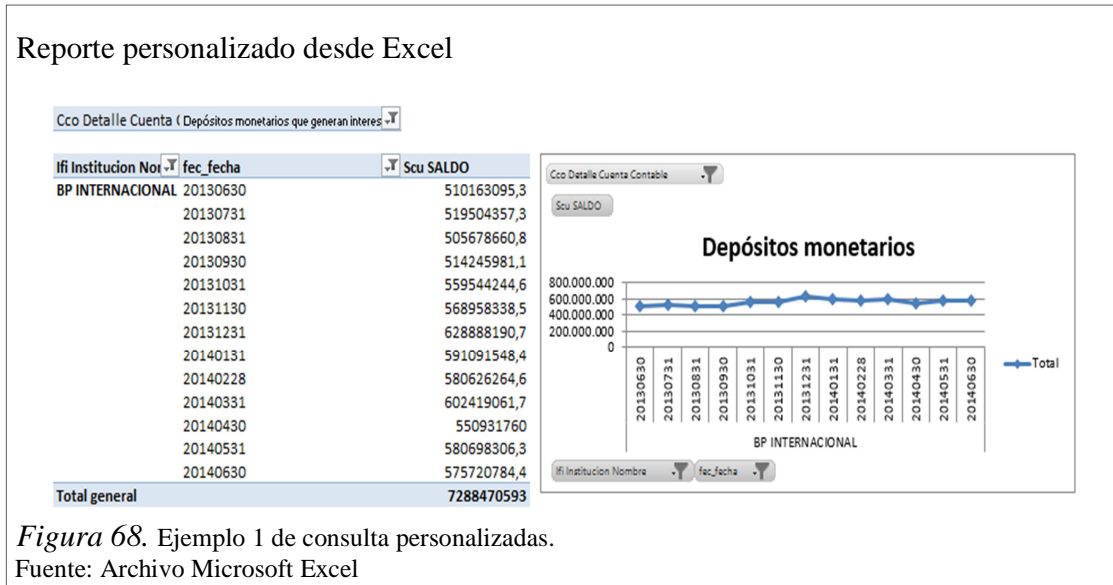 Reporte personalizado desde Excel
Cco Detalle Cuenta ( Depósitos monetarios que generan interes
Ifi Institucion Nor fec_fecha Scu SALDO
BP INTERNACIONAL 20130630 510163095,3
20130731 519504357,3
20130831 505678660,8
20130930 514245981,1
20131031 559544244,6
20131130 568958338,5
20131231 628888190,7
20140131 591091548,4
20140228 580626264,6
20140331 602419061,7
20140430 550931760
20140531 580698306,3
20140630 575720784,4
Total general 7288470593
Cco Detalle Cuenta Contable
Scu SALDO
Depósitos monetarios
800.000.000
600.000.000
400.000.000
200.000.000
0
20130630 20130731 20130831 20130930 20131031 20131130 20131231 20140131 20140228 20140331 20140430 20140531 20140630
BP INTERNACIONAL
Total
Ifi Institucion Nombre fec_fecha
Figura 68. Ejemplo 1 de consulta personalizadas.
Fuente: Archivo Microsoft Excel